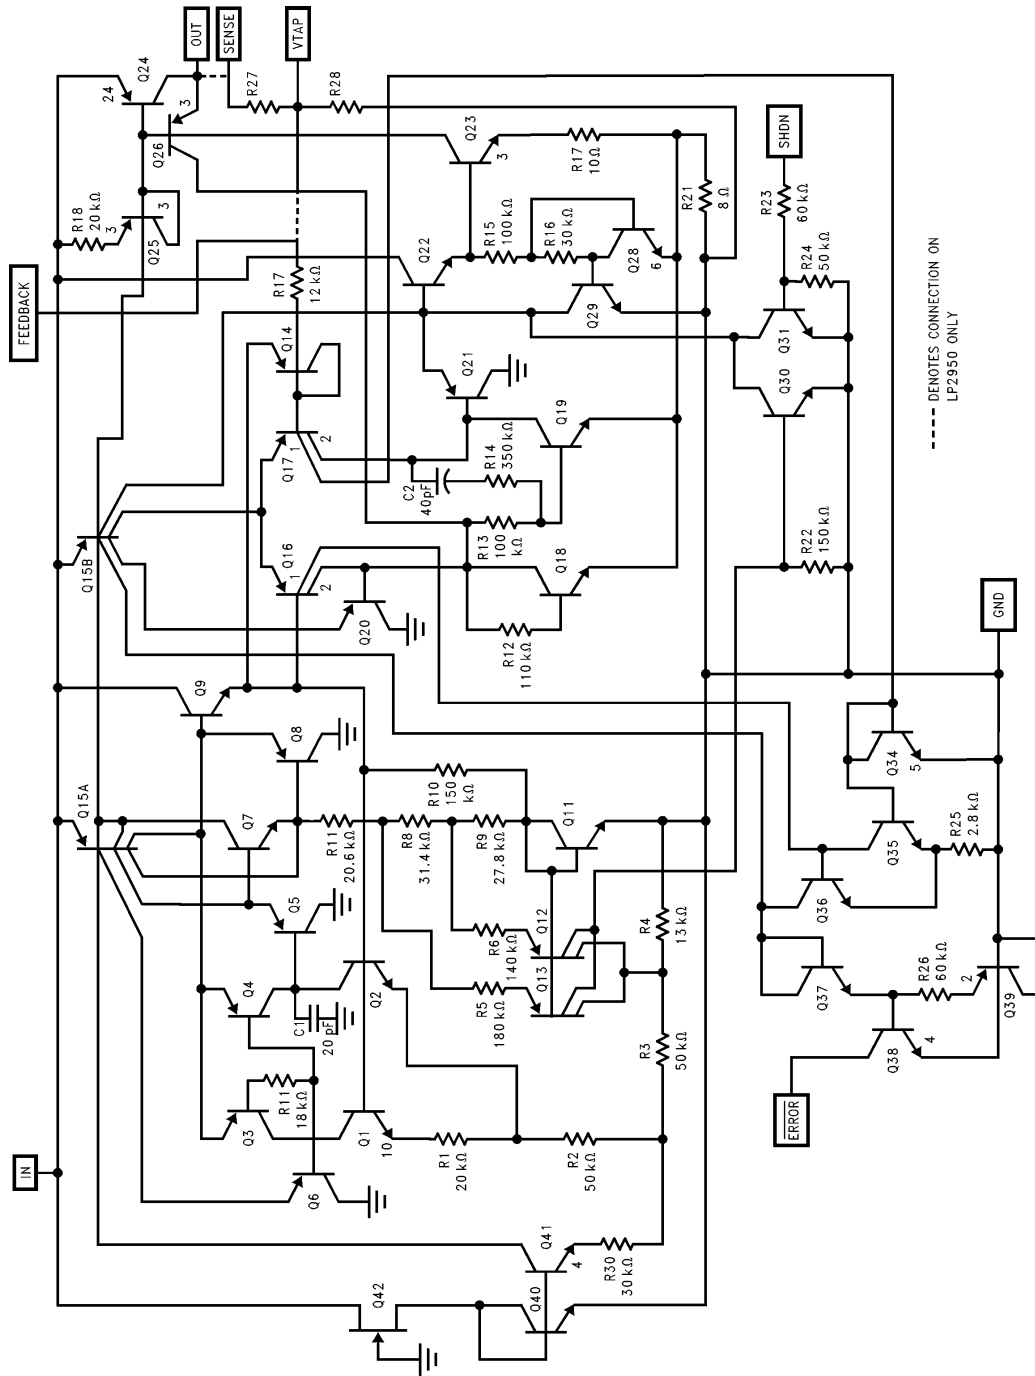 IN
FEEDBACK
OUT
SENSE
VTAP
SHDN
GND
ERROR
Q42
Q40
Q41
4
R30
30 kΩ
Q6
Q3
R11
18 kΩ
Q1
10
R1
20 kΩ
R2
50 kΩ
R3
50 kΩ
R4
13 kΩ
Q4
C1
20 pF
Q2
Q5
R5
180 kΩ
R6
140 kΩ
Q13
Q12
Q15A
Q7
R11
20.6 kΩ
R8
31.4 kΩ
R9
27.8 kΩ
Q11
Q8
R10
150
kΩ
Q9
Q15B
Q20
Q16
1
2
R12
110 kΩ
R13
100
kΩ
Q18
Q17
1
2
C2
40pF
R14
350 kΩ
Q19
Q14
R17
12 kΩ
Q21
Q22
R15
100 kΩ
R16
30 kΩ
Q29
Q28
6
Q23
3
R17
10Ω
R21
8 Ω
R18
20 kΩ
3
Q25
3
Q26
3
24
Q24
R27
R28
R23
60 kΩ
R24
50 kΩ
Q31
Q30
R22
150 kΩ
Q34
5
Q35
R25
2.8 kΩ
Q36
Q37
Q38
4
R26
60 kΩ
2
Q39
DENOTES CONNECTION ON
LP2950 ONLY